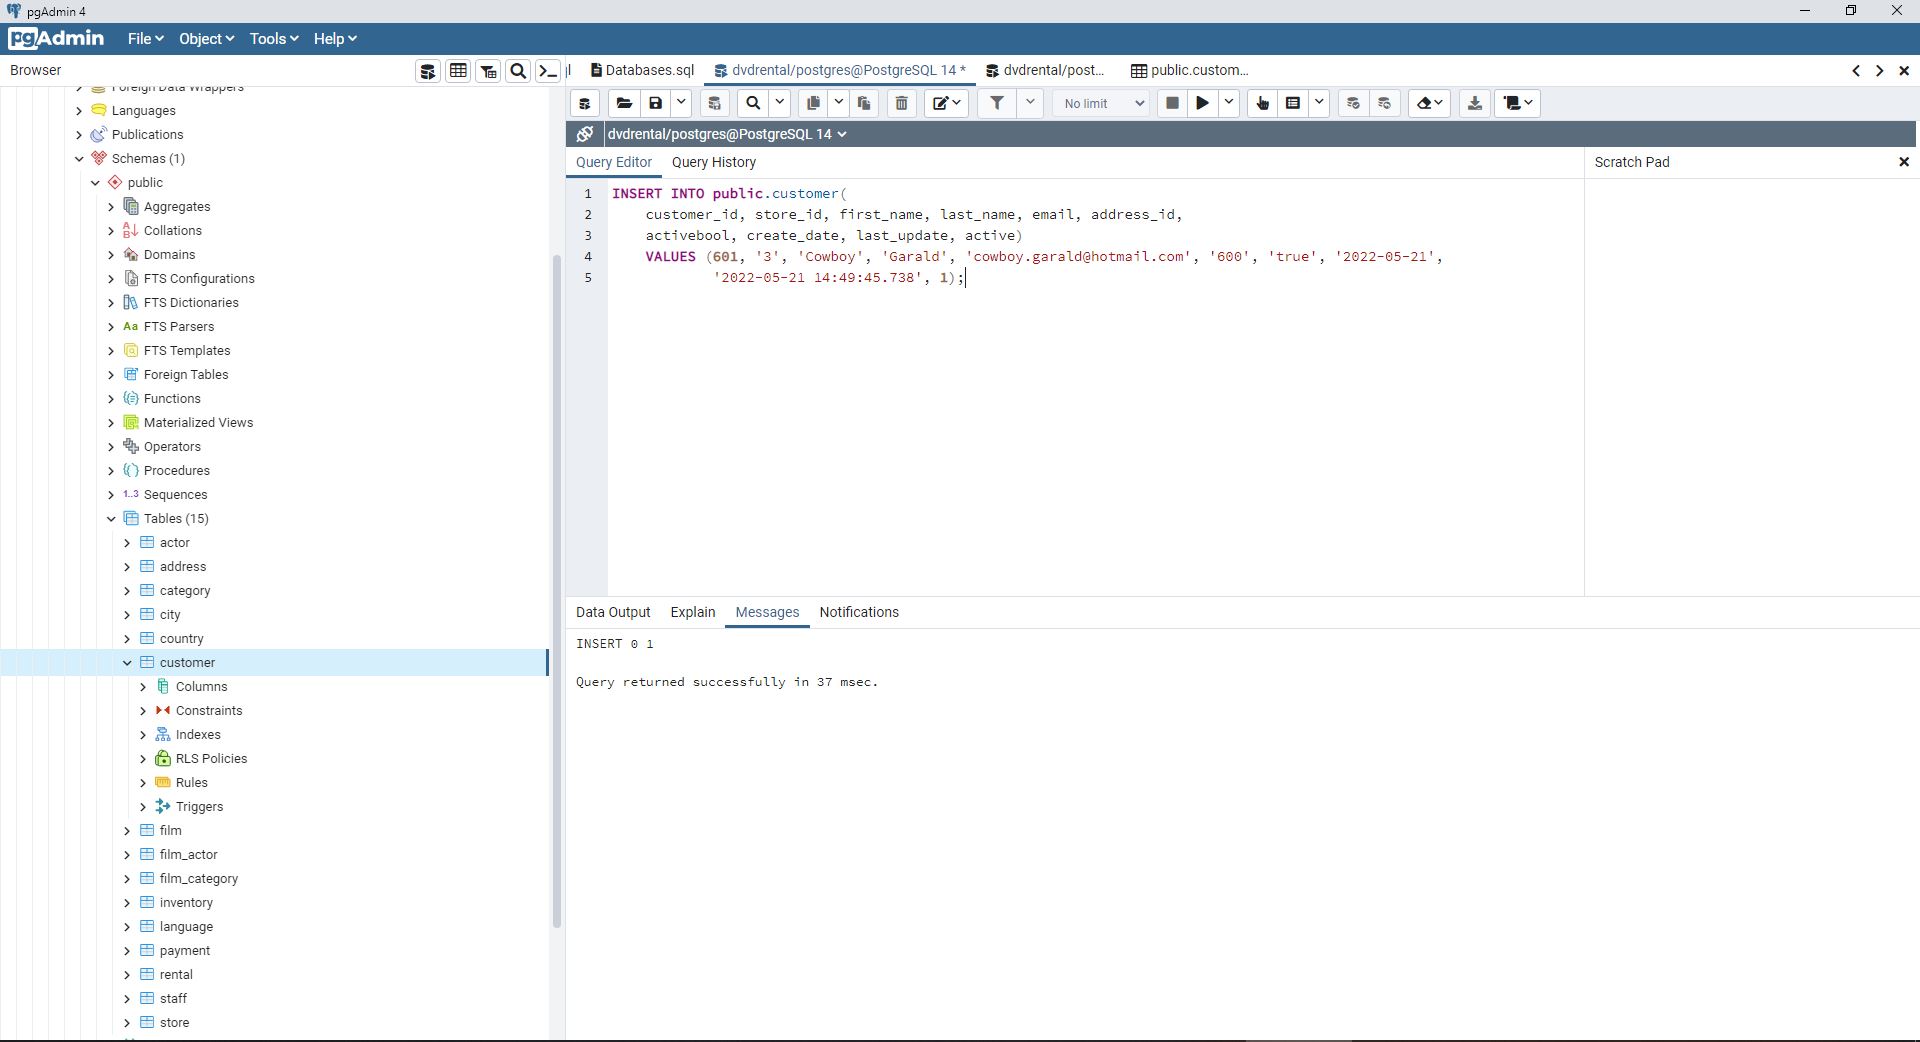 pgAdmin 4
pgAdmin File Object Tools Help
Browser
Databases.sql dvdrental/postgres@PostgreSQL 14 * dvdrental/post... public.custom...
No limit
dvdrental/postgres@PostgreSQL 14
Query Editor Query History
Scratch Pad
Foreign Data Wrappers
Languages
Publications
Schemas (1)
public
Aggregates
Collations
Domains
FTS Configurations
FTS Dictionaries
FTS Parsers
FTS Templates
Foreign Tables
Functions
Materialized Views
Operators
Procedures
1..3 Sequences
Tables (15)
actor
address
category
city
country
customer
Columns
Constraints
Indexes
RLS Policies
Rules
Triggers
film
film_actor
film_category
inventory
language
payment
rental
staff
store
1 INSERT INTO public.customer(
2 customer_id, store_id, first_name, last_name, email, address_id,
3 activebool, create_date, last_update, active)
4 VALUES (601, '3', 'Cowboy', 'Garald', 'cowboy.garald@hotmail.com', '600', 'true', '2022-05-21',
5 '2022-05-21 14:49:45.738', 1);
Data Output Explain Messages Notifications
INSERT 0 1
Query returned successfully in 37 msec.